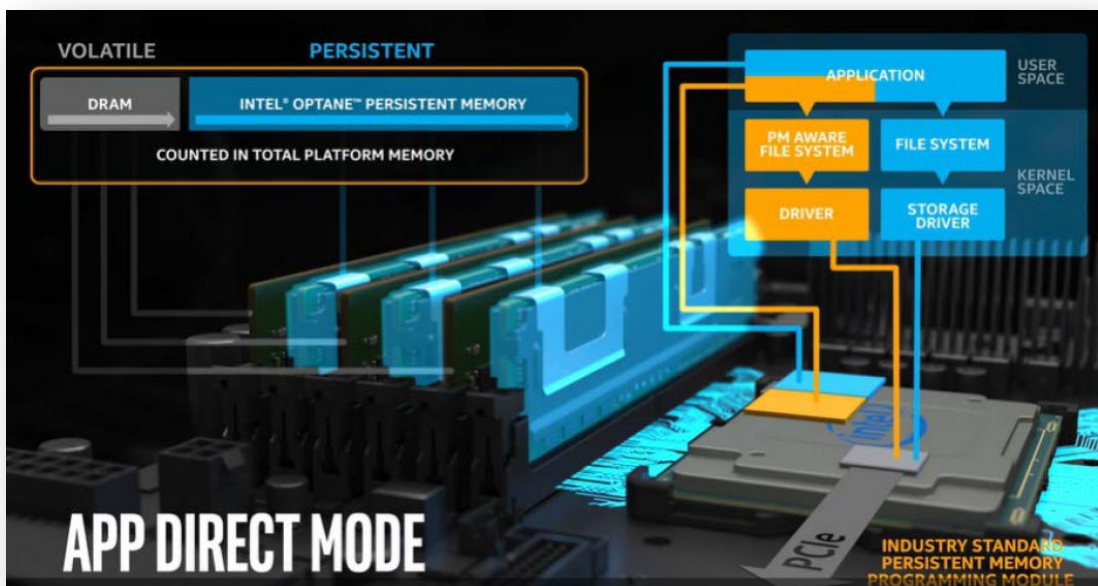 VOLATILE
PERSISTENT
DRAM
INTEL® OPTANE™ PERSISTENT MEMORY
COUNTED IN TOTAL PLATFORM MEMORY
APPLICATION
USER
SPACE
PM AWARE
FILE SYSTEM
FILE SYSTEM
KERNEL
SPACE
DRIVER
STORAGE
DRIVER
intel
PCIe
APP DIRECT MODE
INDUSTRY STANDARD
PERSISTENT MEMORY
PROGRAMMING MODULE